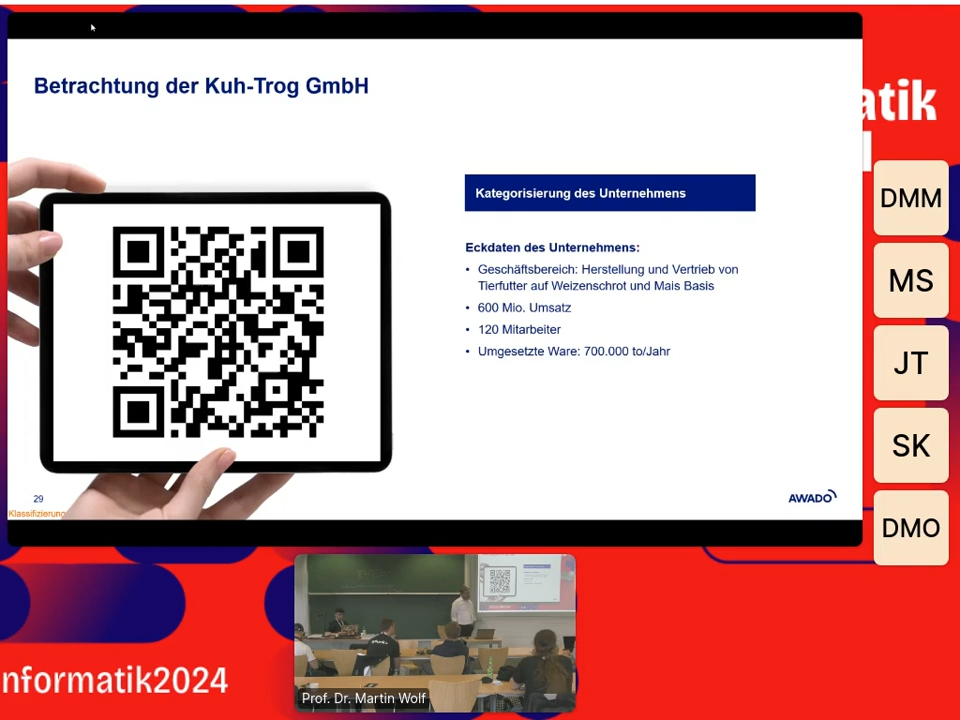 Betrachtung der Kuh-Trog GmbH
Kategorisierung des Unternehmens
Eckdaten des Unternehmens:
• Geschäftsbereich: Herstellung und Vertrieb von
Tierfutter auf Weizenschrot und Mais Basis
• 600 Mio. Umsatz
• 120 Mitarbeiter
• Umgesetzte Ware: 700.000 to/Jahr
29
Klassifizierung
AWADO
atik
DMM
MS
JT
SK
DMO
nformatik2024
Prof. Dr. Martin Wolf